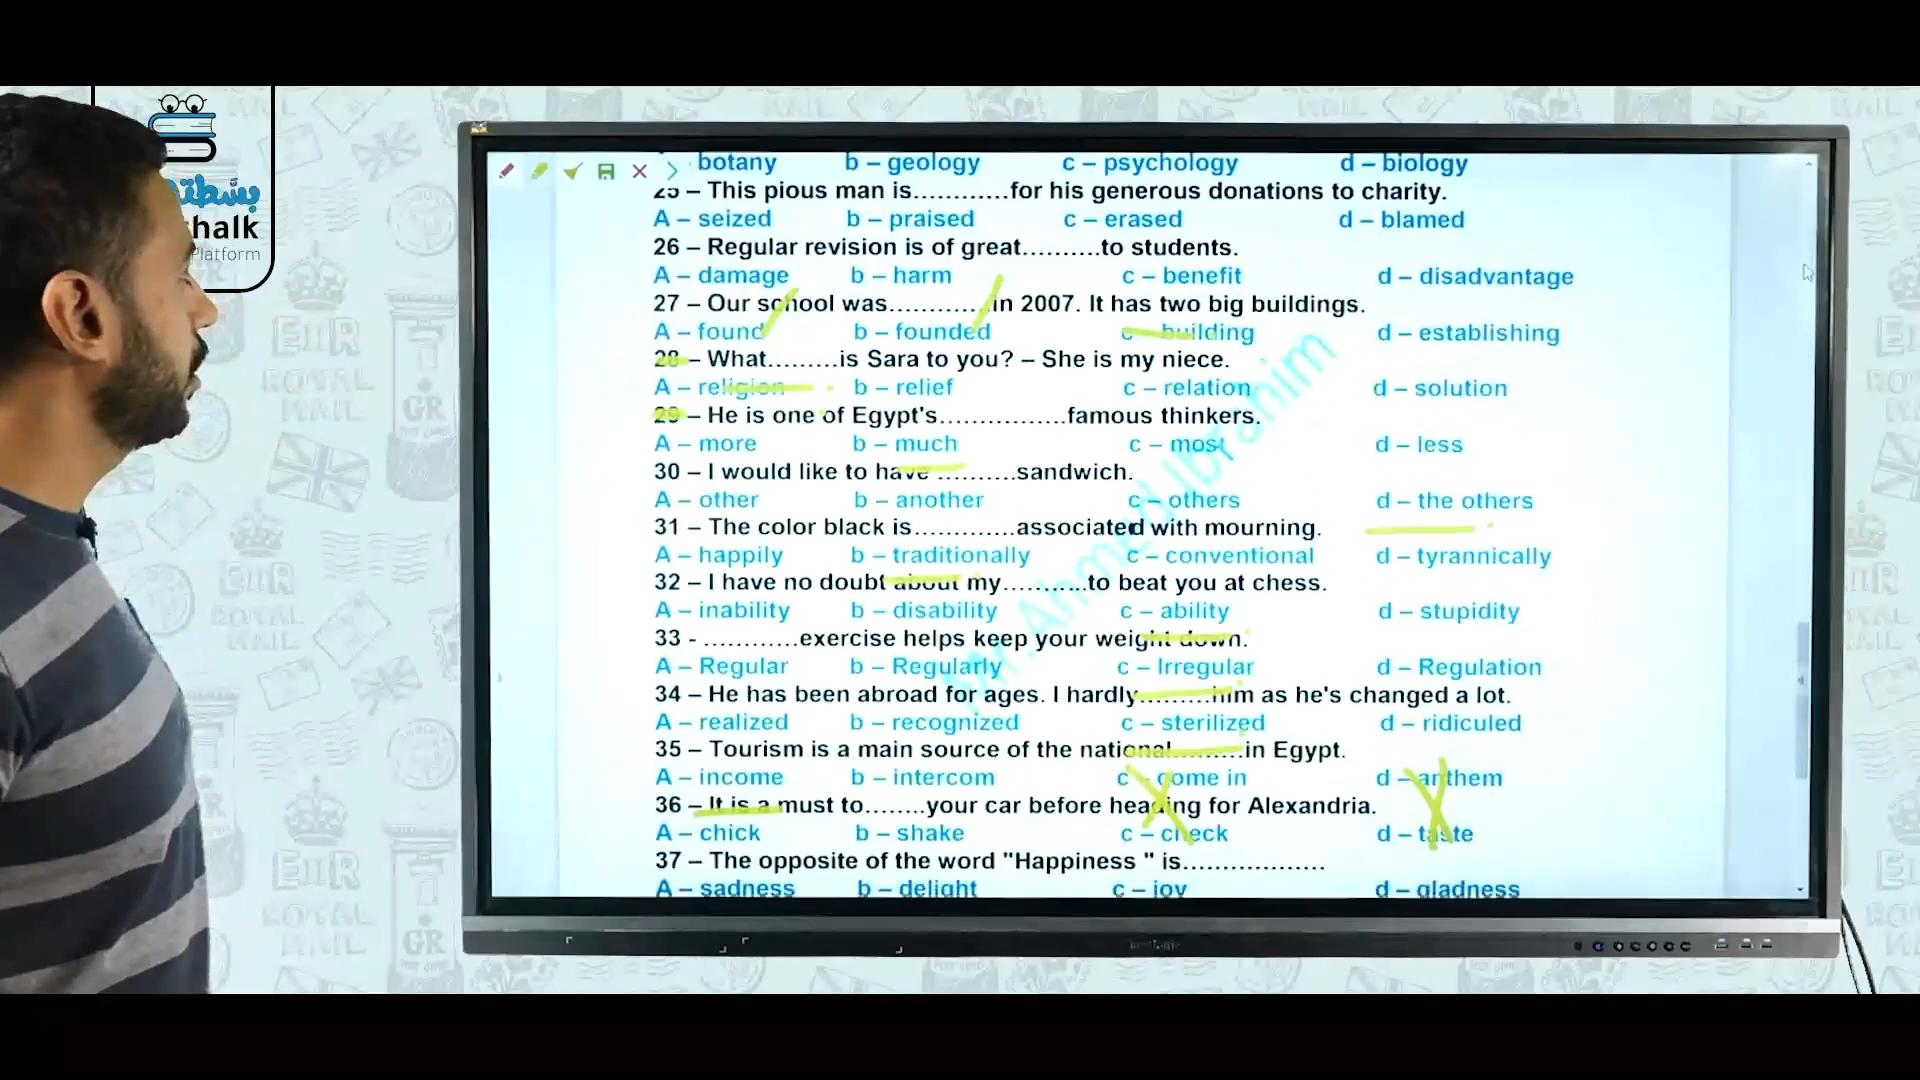 بسطتهالك
halk
Platform
botany b – geology c – psychology d – biology
25 – This pious man is............for his generous donations to charity.
A – seized b – praised c – erased d – blamed
26 – Regular revision is of great..........to students.
A – damage b – harm c – benefit d – disadvantage
27 – Our school was.............in 2007. It has two big buildings.
A – found b – founded c – building d – establishing
28 – What.........is Sara to you? – She is my niece.
A – religion b – relief c – relation d – solution
29 – He is one of Egypt's................famous thinkers.
A – more b – much c – most d – less
30 – I would like to have ..........sandwich.
A – other b – another c – others d – the others
31 – The color black is.............associated with mourning.
A – happily b – traditionally c – conventional d – tyrannically
32 – I have no doubt about my...........to beat you at chess.
A – inability b – disability c – ability d – stupidity
33 - ............exercise helps keep your weight down.
A – Regular b – Regularly c – Irregular d – Regulation
34 – He has been abroad for ages. I hardly.........him as he's changed a lot.
A – realized b – recognized c – sterilized d – ridiculed
35 – Tourism is a main source of the national.........in Egypt.
A – income b – intercom c – come in d – anthem
36 – It is a must to........your car before heading for Alexandria.
A – chick b – shake c – check d – taste
37 – The opposite of the word "Happiness " is..................
A – sadness b – delight c – joy d – gladness
Mr. Ahmed Ibrahim